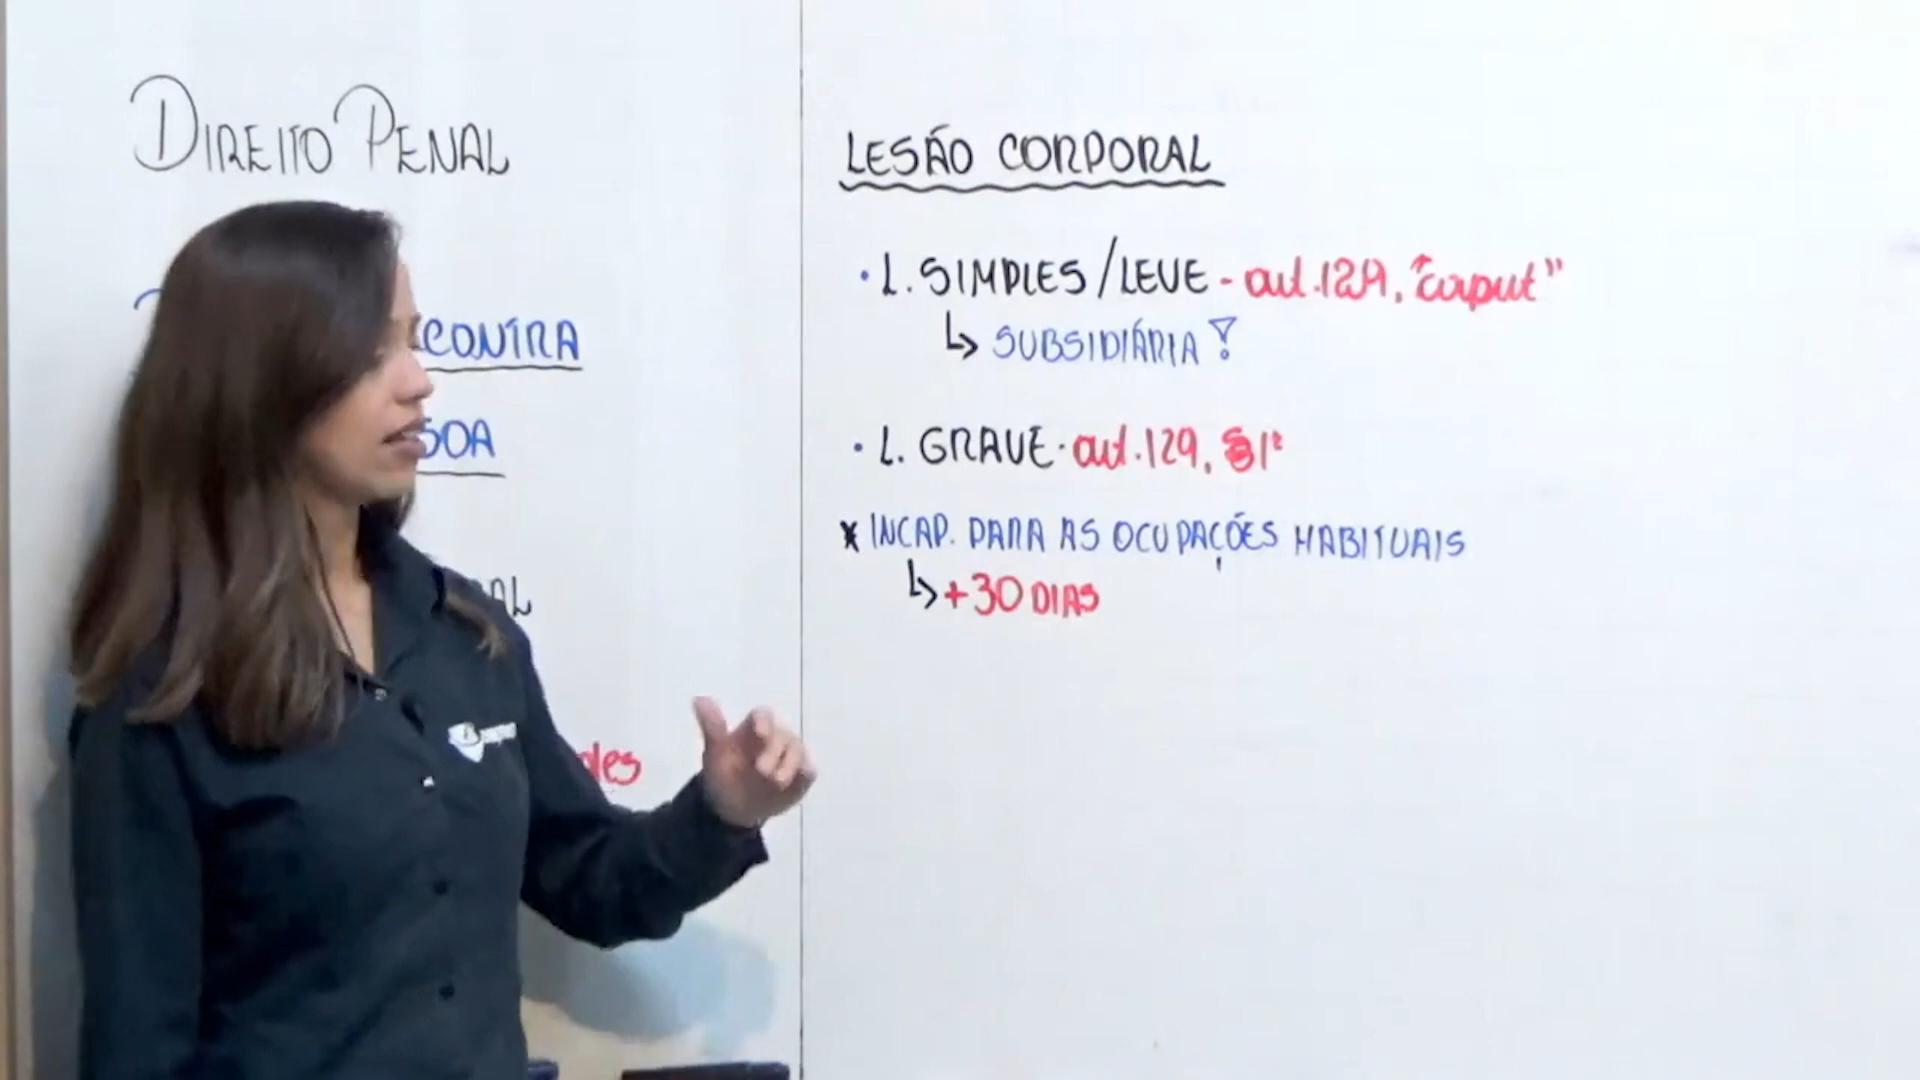 DIREITO PENAL
CONTRA
LESÃO CORPORAL
• L. SIMPLES/LEVE - art. 129, "caput"
↳ SUBSIDIÁRIA!
• L. GRAVE - art. 129, §1º
* INCAP. PARA AS OCUPAÇÕES HABITUAIS
↳ +30 DIAS